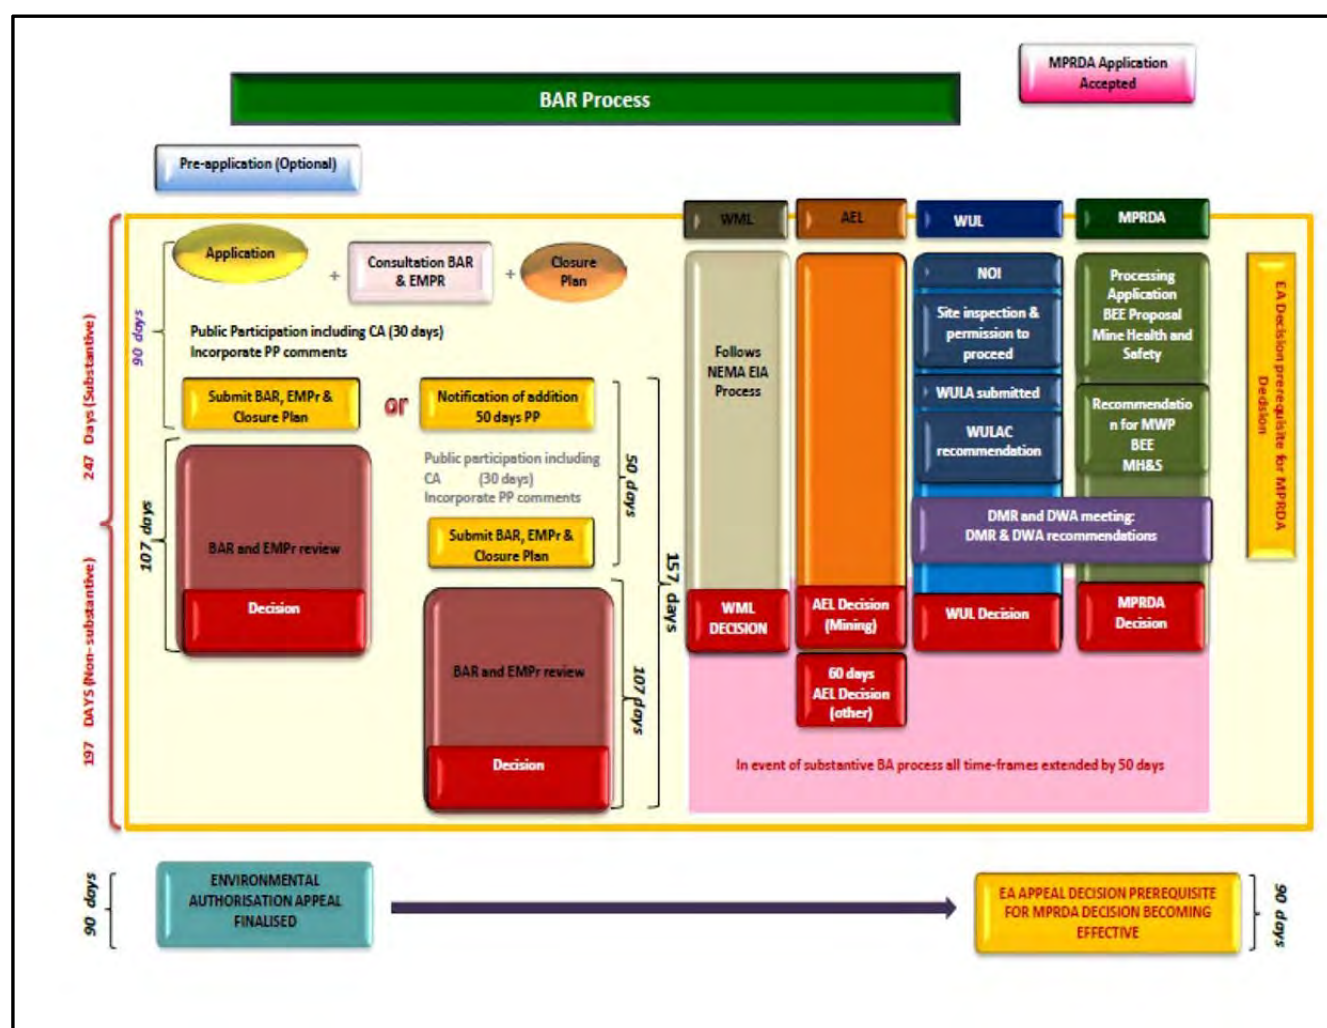 MPRDA Application
Accepted
BAR Process
Pre-application (Optional)
WML
AEL
WUL
MPRDA
Application
+
Consultation BAR
& EMPR
+
Closure
Plan
90 days
Public Participation including CA (30 days)
Incorporate PP comments
Submit BAR, EMPr &
Closure Plan
or
Notification of addition
50 days PP
Public participation including
CA (30 days)
Incorporate PP comments
Submit BAR, EMPr &
Closure Plan
50 days
247 Days (Substantive)
197 DAYS (Non-substantive)
107 days
BAR and EMPr review
Decision
BAR and EMPr review
Decision
107 days
157, days
Follows
NEMA EIA
Process
WML
DECISION
AEL Decision
(Mining)
60 days
AEL Decision
(other)
NOI
Site inspection &
permission to
proceed
WULA submitted
WULAC
recommendation
DMR and DWA meeting:
DMR & DWA recommendations
WUL Decision
Processing
Application
BEE Proposal
Mine Health and
Safety
Recommendatio
n for MWP
BEE
MH&S
MPRDA
Decision
EA Decision prerequisite for MPRDA
Decision
In event of substantive BA process all time-frames extended by 50 days
90 days
ENVIRONMENTAL
AUTHORISATION APPEAL
FINALISED
EA APPEAL DECISION PREREQUISITE
FOR MPRDA DECISION BECOMING
EFFECTIVE
90 days